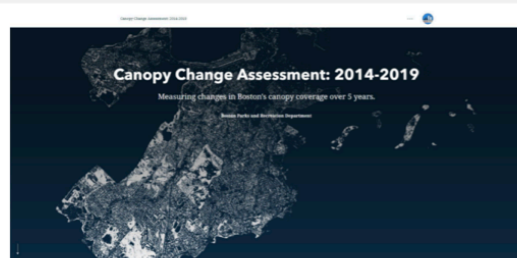 Canopy Change Assessment: 2014-2019
Canopy Change Assessment: 2014-2019
Measuring changes in Boston's canopy coverage over 5 years.
Boston Parks and Recreation Department